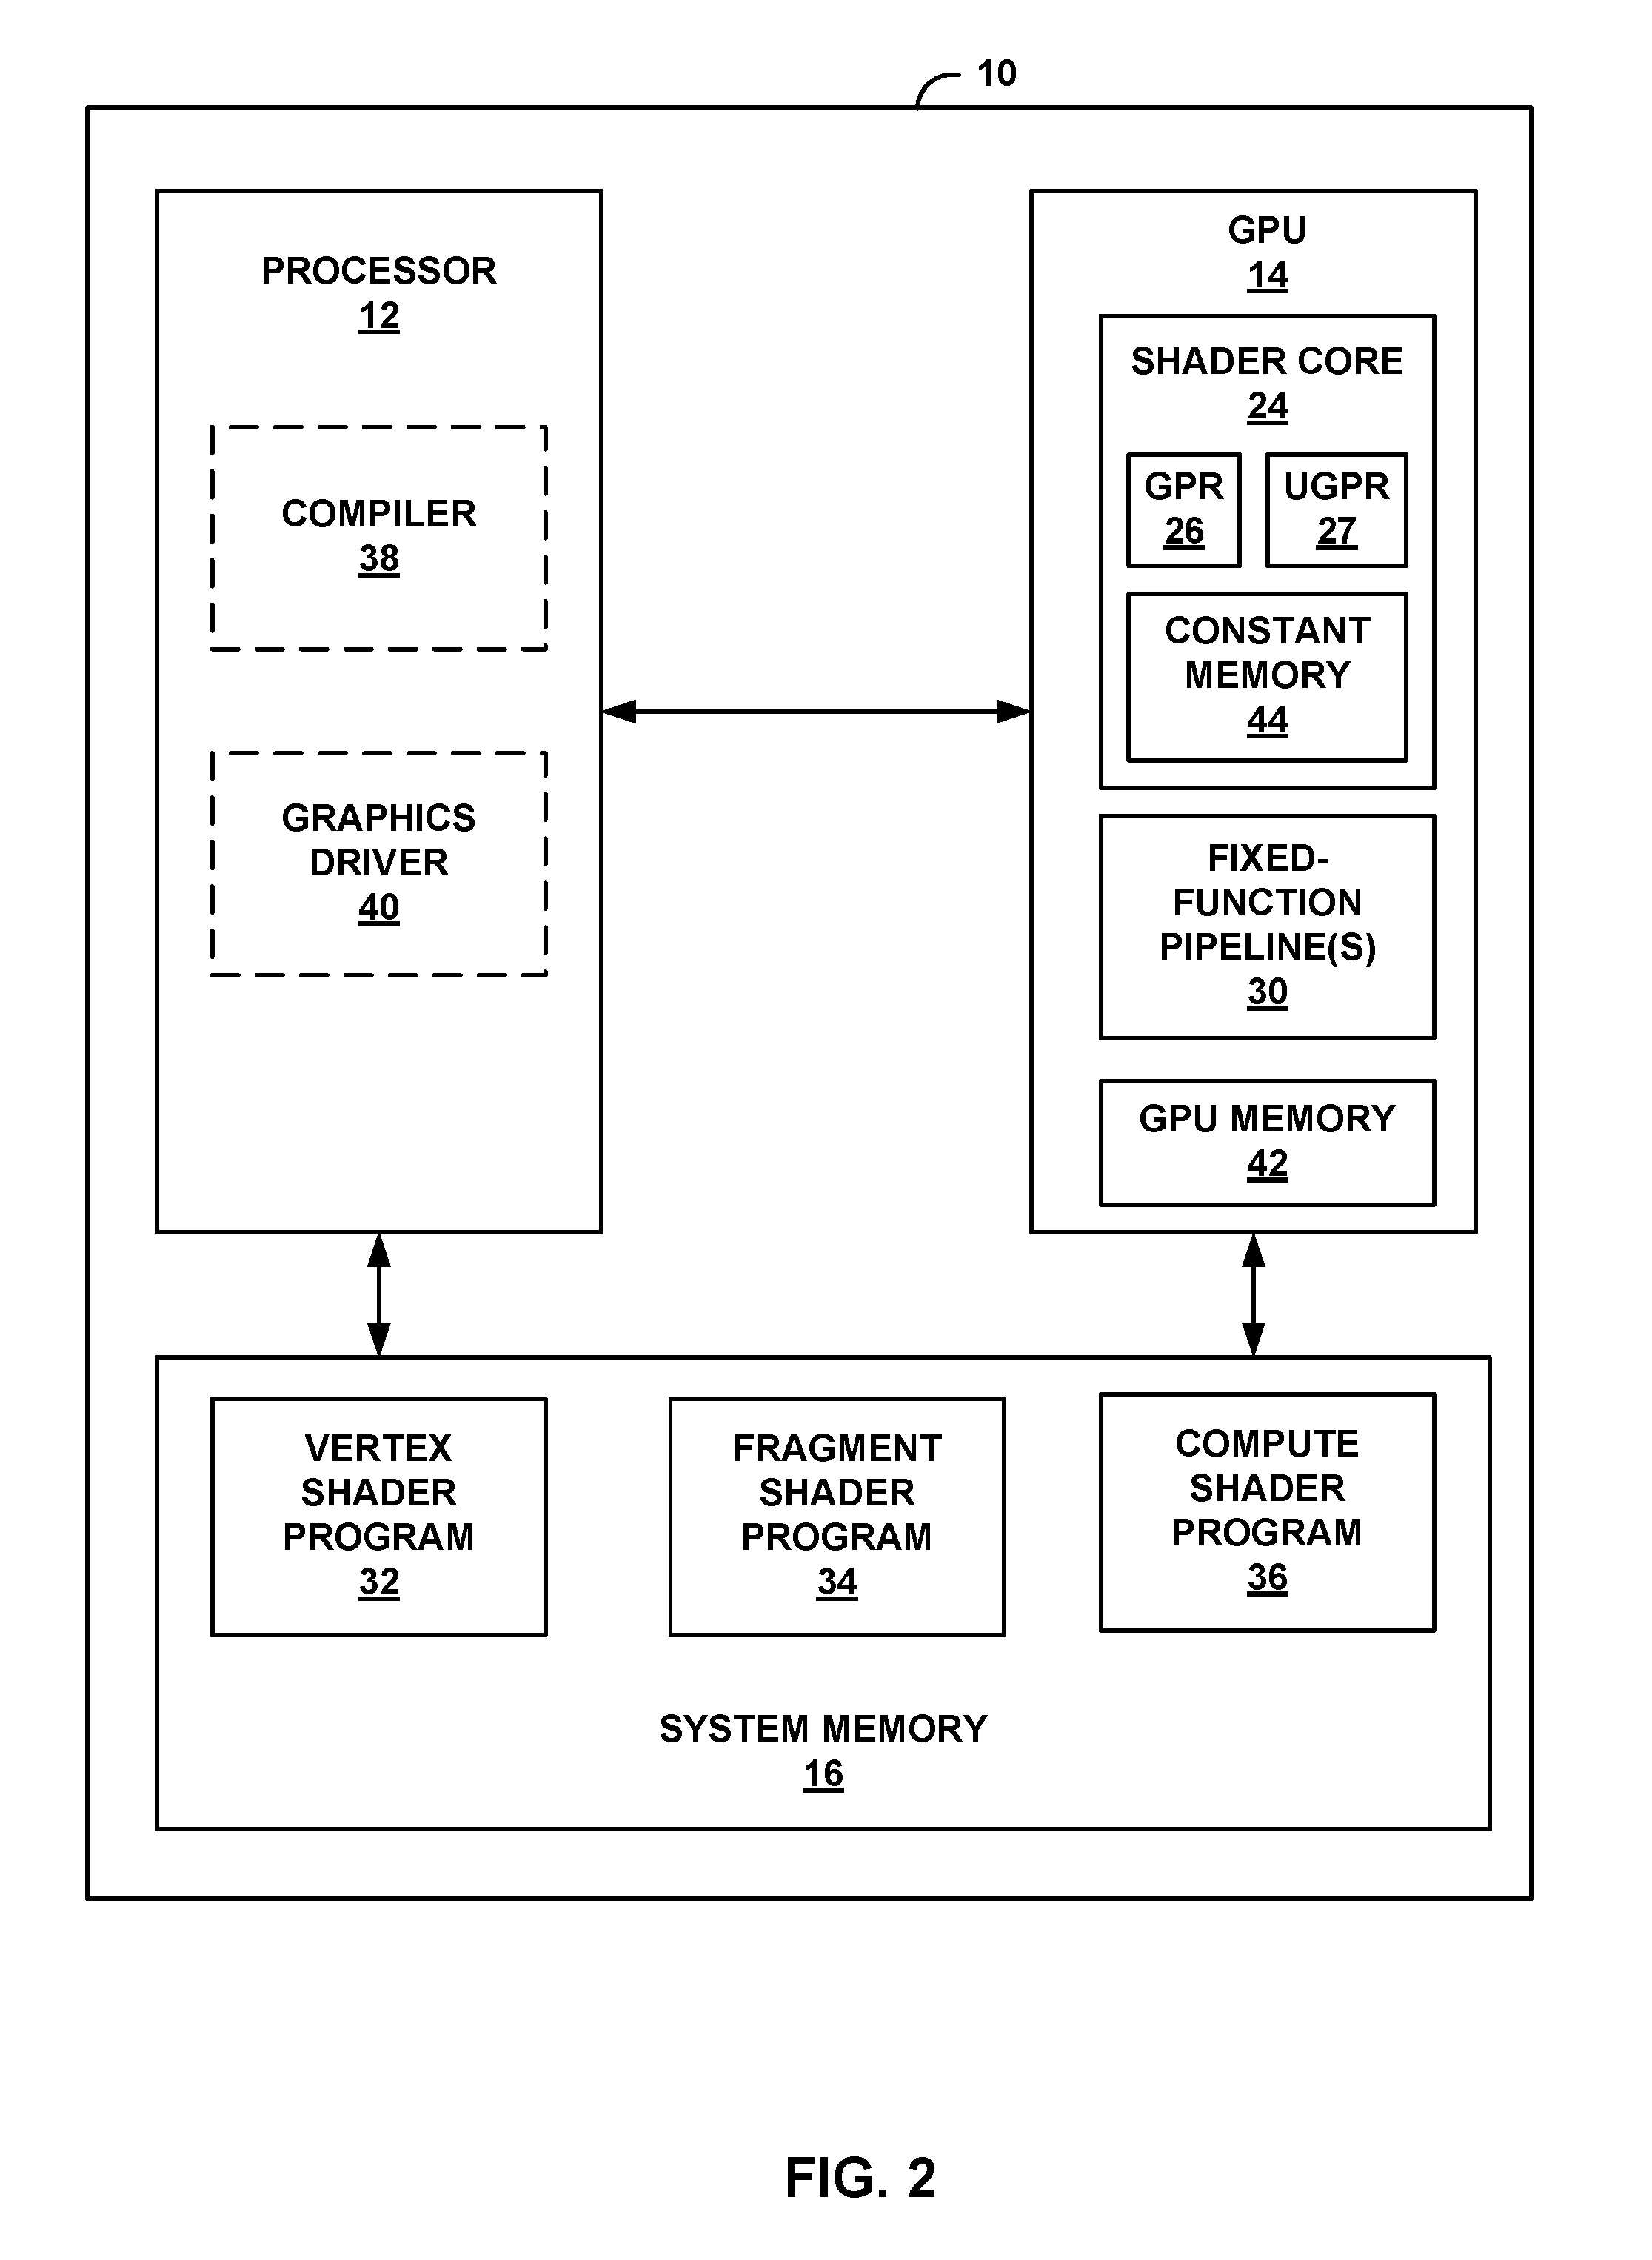 10
PROCESSOR
12
COMPILER
38
GRAPHICS
DRIVER
40
GPU
14
SHADER CORE
24
GPR
26
UGPR
27
CONSTANT
MEMORY
44
FIXED-
FUNCTION
PIPELINE(S)
30
GPU MEMORY
42
VERTEX
SHADER
PROGRAM
32
FRAGMENT
SHADER
PROGRAM
34
COMPUTE
SHADER
PROGRAM
36
SYSTEM MEMORY
16
FIG. 2